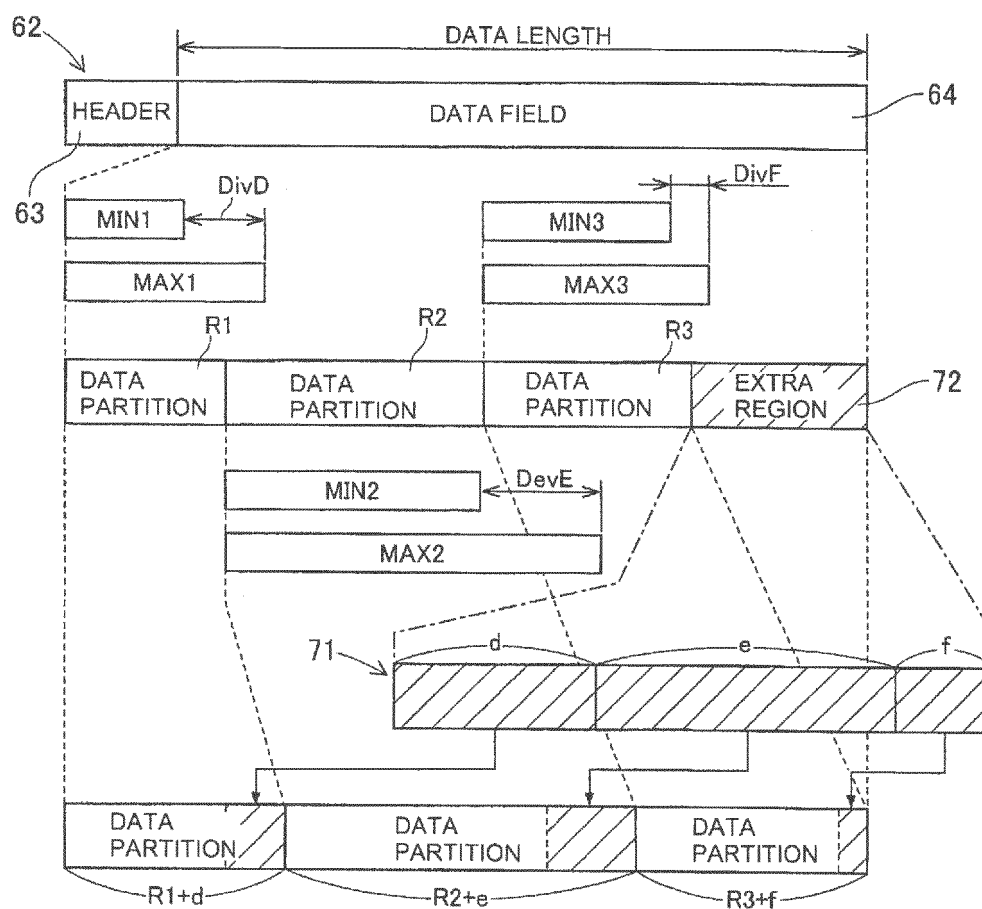 62
DATA LENGTH
HEADER
DATA FIELD
64
63
DivD
DivF
MIN1
MIN3
MAX1
MAX3
R1
R2
R3
DATA
PARTITION
DATA
PARTITION
DATA
PARTITION
EXTRA
REGION
72
MIN2
DevE
MAX2
71
d
e
f
DATA
PARTITION
DATA
PARTITION
DATA
PARTITION
R1+d
R2+e
R3+f